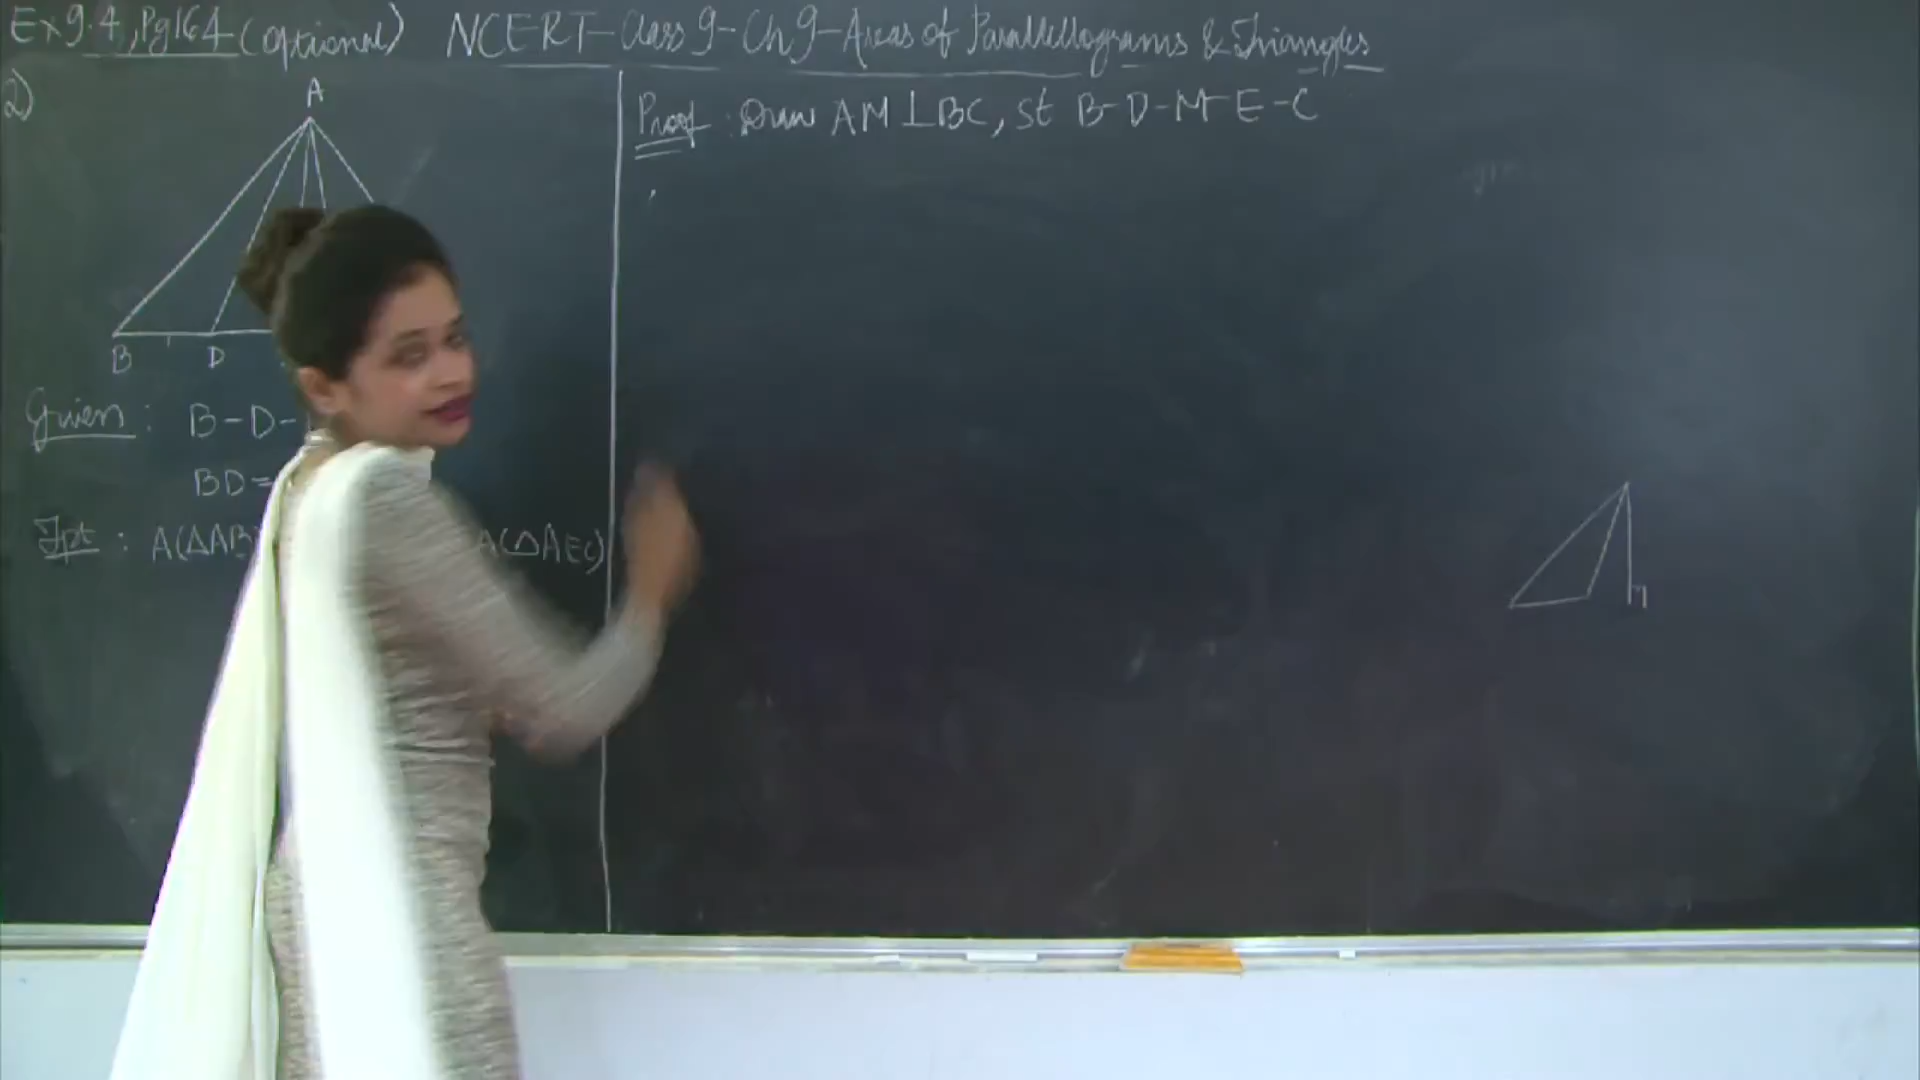 Ex 9.4, Pg 164 (optional) NCERT - Class 9 - Ch 9 - Areas of Parallellograms & Triangles
2)
A
Proof : Draw AM ⊥ BC, st B-D-M-E-C
B D
Given : B-D-
BD =
Tpt : A(ΔAB A(ΔAEC)